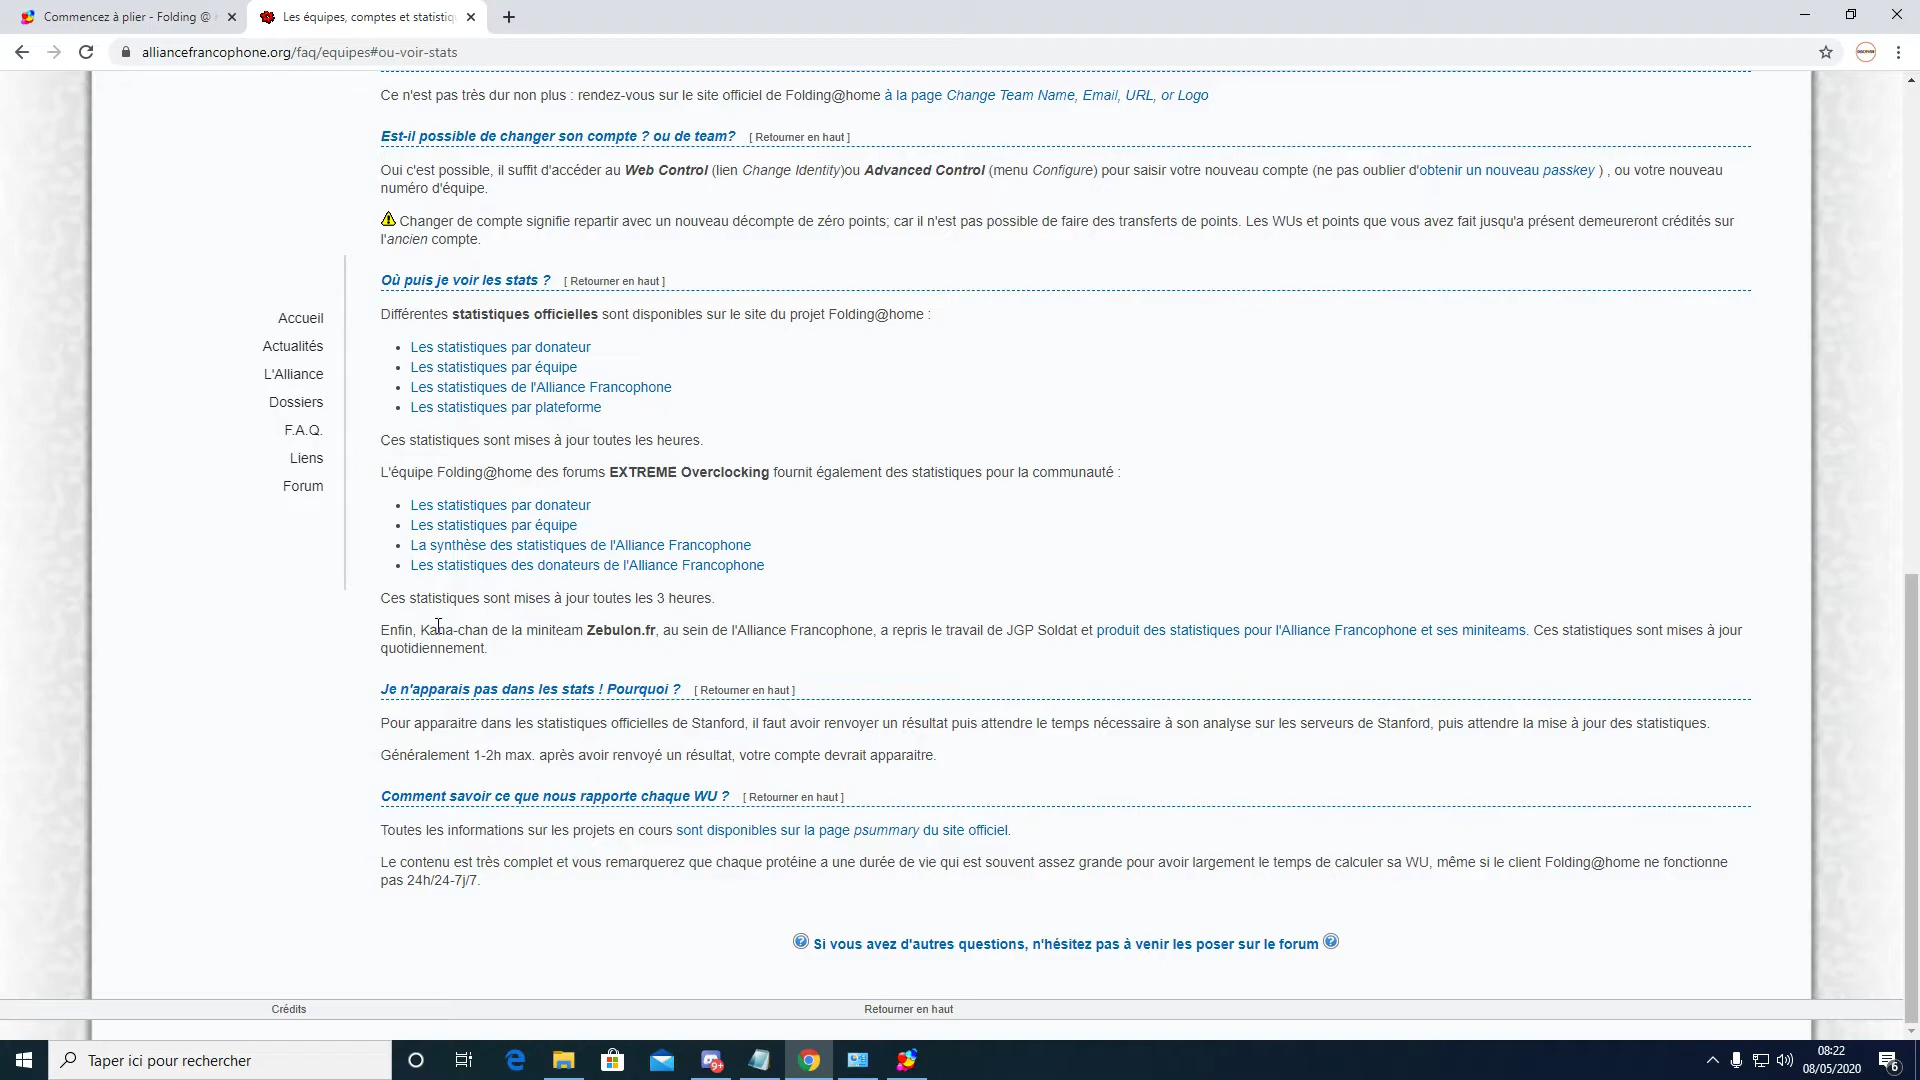 Commencez à plier - Folding @
Les équipes, comptes et statistiq
alliancefrancophone.org/faq/equipes#ou-voir-stats
Ce n'est pas très dur non plus : rendez-vous sur le site officiel de Folding@home à la page Change Team Name, Email, URL, or Logo
Est-il possible de changer son compte ? ou de team? [ Retourner en haut ]
Oui c'est possible, il suffit d'accéder au Web Control (lien Change Identity)ou Advanced Control (menu Configure) pour saisir votre nouveau compte (ne pas oublier d'obtenir un nouveau passkey ) , ou votre nouveau
numéro d'équipe.
Changer de compte signifie repartir avec un nouveau décompte de zéro points; car il n'est pas possible de faire des transferts de points. Les WUs et points que vous avez fait jusqu'a présent demeureront crédités sur
l'ancien compte.
Où puis je voir les stats ? [ Retourner en haut ]
Différentes statistiques officielles sont disponibles sur le site du projet Folding@home :
Les statistiques par donateur
Les statistiques par équipe
Les statistiques de l'Alliance Francophone
Les statistiques par plateforme
Ces statistiques sont mises à jour toutes les heures.
L'équipe Folding@home des forums EXTREME Overclocking fournit également des statistiques pour la communauté :
Les statistiques par donateur
Les statistiques par équipe
La synthèse des statistiques de l'Alliance Francophone
Les statistiques des donateurs de l'Alliance Francophone
Ces statistiques sont mises à jour toutes les 3 heures.
Enfin, Kana-chan de la miniteam Zebulon.fr, au sein de l'Alliance Francophone, a repris le travail de JGP Soldat et produit des statistiques pour l'Alliance Francophone et ses miniteams. Ces statistiques sont mises à jour
quotidiennement.
Je n'apparais pas dans les stats ! Pourquoi ? [ Retourner en haut ]
Pour apparaitre dans les statistiques officielles de Stanford, il faut avoir renvoyer un résultat puis attendre le temps nécessaire à son analyse sur les serveurs de Stanford, puis attendre la mise à jour des statistiques.
Généralement 1-2h max. après avoir renvoyé un résultat, votre compte devrait apparaitre.
Comment savoir ce que nous rapporte chaque WU ? [ Retourner en haut ]
Toutes les informations sur les projets en cours sont disponibles sur la page psummary du site officiel.
Le contenu est très complet et vous remarquerez que chaque protéine a une durée de vie qui est souvent assez grande pour avoir largement le temps de calculer sa WU, même si le client Folding@home ne fonctionne
pas 24h/24-7j/7.
Si vous avez d'autres questions, n'hésitez pas à venir les poser sur le forum
Accueil
Actualités
L'Alliance
Dossiers
F.A.Q.
Liens
Forum
Crédits
Retourner en haut
Taper ici pour rechercher
9+
08:22
08/05/2020
6